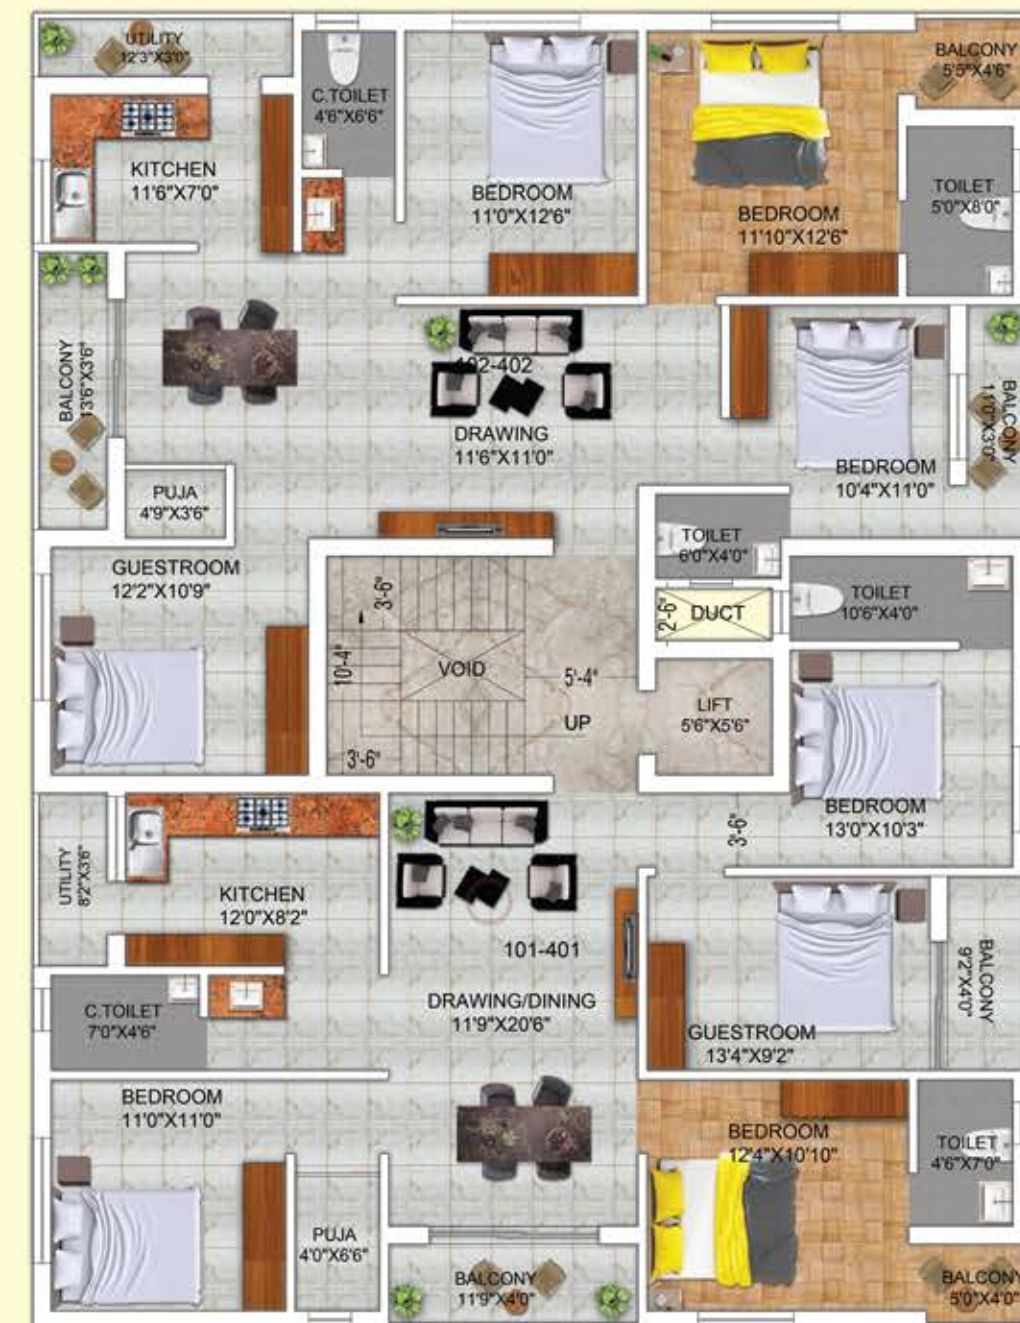 UTILITY
12'3"X3'0"
C.TOILET
4'6"X6'6"
KITCHEN
11'6"X7'0"
BEDROOM
11'0"X12'6"
BEDROOM
11'10"X12'6"
BALCONY
5'5"X4'6"
TOILET
5'0"X8'0"
BALCONY
13'6"X3'6"
102-402
DRAWING
11'6"X11'0"
BEDROOM
10'4"X11'0"
BALCONY
11'0"X3'0"
PUJA
4'9"X3'6"
GUESTROOM
12'2"X10'9"
TOILET
6'0"X4'0"
DUCT
2'-6"
TOILET
10'6"X4'0"
3'-6"
10'-4"
VOID
5'-4"
UP
3'-6"
LIFT
5'6"X5'6"
BEDROOM
13'0"X10'3"
3'-6"
UTILITY
8'2"X3'6"
KITCHEN
12'0"X8'2"
101-401
DRAWING/DINING
11'9"X20'6"
C.TOILET
7'0"X4'6"
GUESTROOM
13'4"X9'2"
BALCONY
9'2"X4'0"
BEDROOM
11'0"X11'0"
BEDROOM
12'4"X10'10"
TOILET
4'6"X7'0"
PUJA
4'0"X6'6"
BALCONY
11'9"X4'0"
BALCONY
5'0"X4'0"